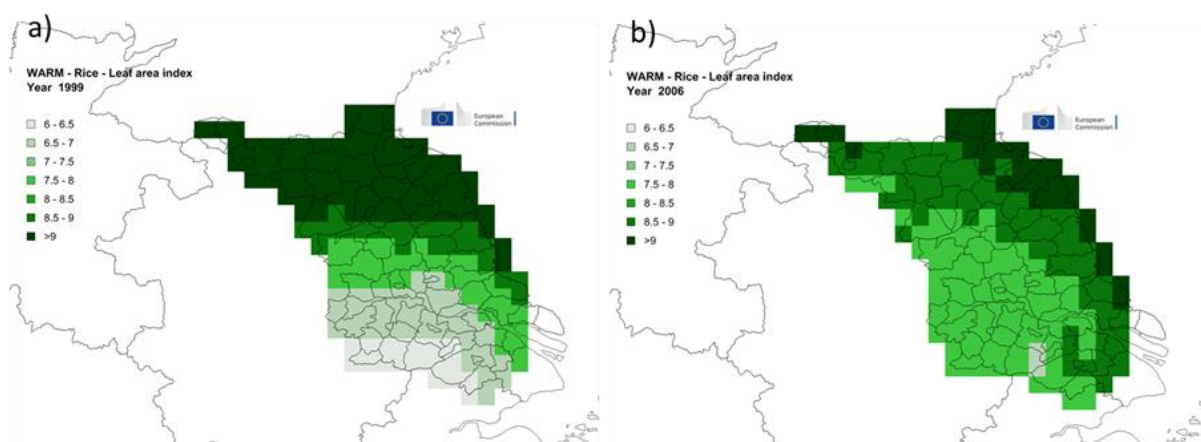 a)
WARM - Rice - Leaf area index
Year 1999
6 - 6.5
6.5 - 7
7 - 7.5
7.5 - 8
8 - 8.5
8.5 - 9
>9
European
Commission
b)
WARM - Rice - Leaf area index
Year 2006
6 - 6.5
6.5 - 7
7 - 7.5
7.5 - 8
8 - 8.5
8.5 - 9
>9
European
Commission